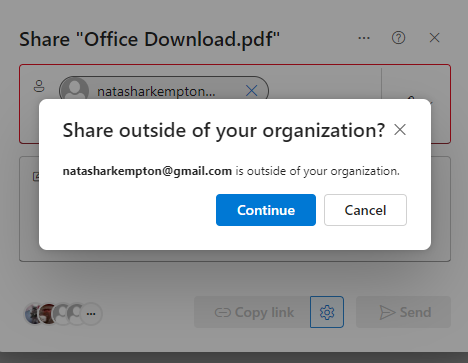 Share "Office Download.pdf"
natasharkempton...
Share outside of your organization?
natasharkempton@gmail.com is outside of your organization.
Continue Cancel
Copy link Send